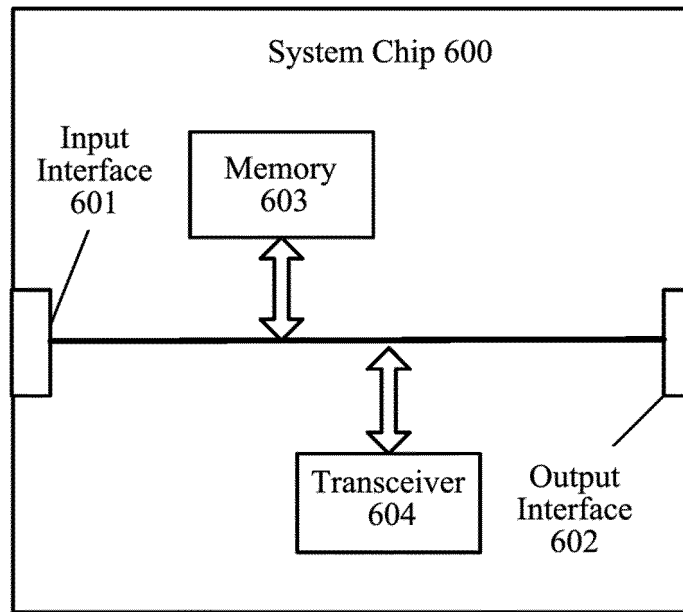 System Chip 600
Input
Interface
601
Memory
603
Transceiver
604
Output
Interface
602